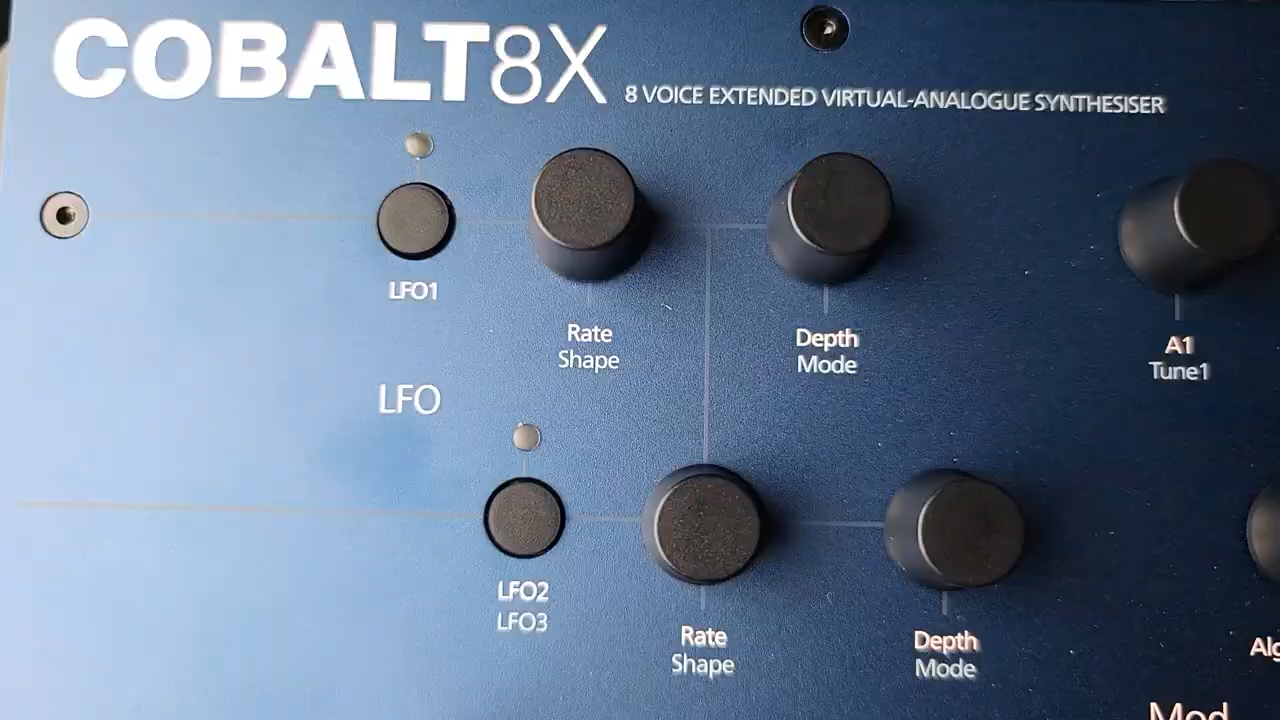 COBALT8X
8 VOICE EXTENDED VIRTUAL-ANALOGUE SYNTHESISER
LFO1
Rate
Shape
Depth
Mode
A1
Tune1
LFO
LFO2
LFO3
Rate
Shape
Depth
Mode
Mod